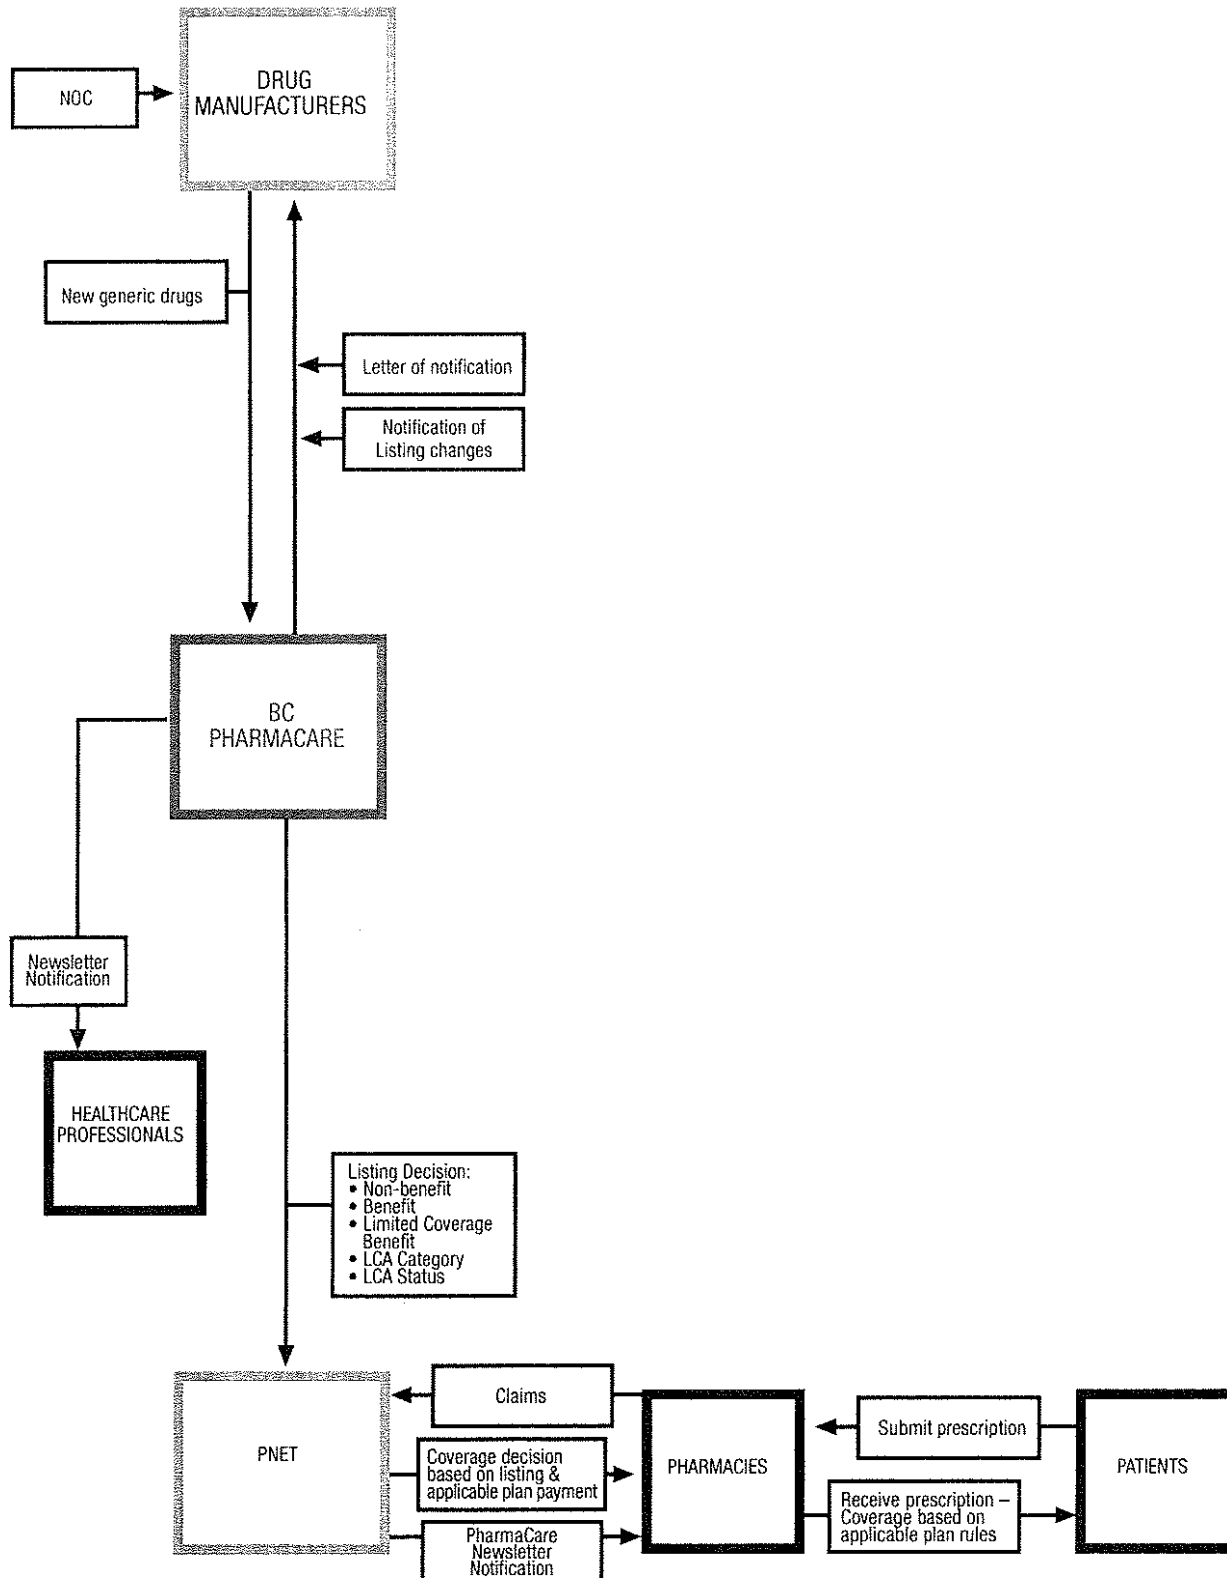 DRUG
MANUFACTURERS
NOC
New generic drugs
Letter of notification
Notification of
Listing changes
BC
PHARMACARE
Newsletter
Notification
HEALTHCARE
PROFESSIONALS
Listing Decision:
• Non-benefit
• Benefit
• Limited Coverage
Benefit
• LCA Category
• LCA Status
PNET
Claims
Coverage decision
based on listing &
applicable plan payment
PharmaCare
Newsletter
Notification
PHARMACIES
Submit prescription
Receive prescription –
Coverage based on
applicable plan rules
PATIENTS